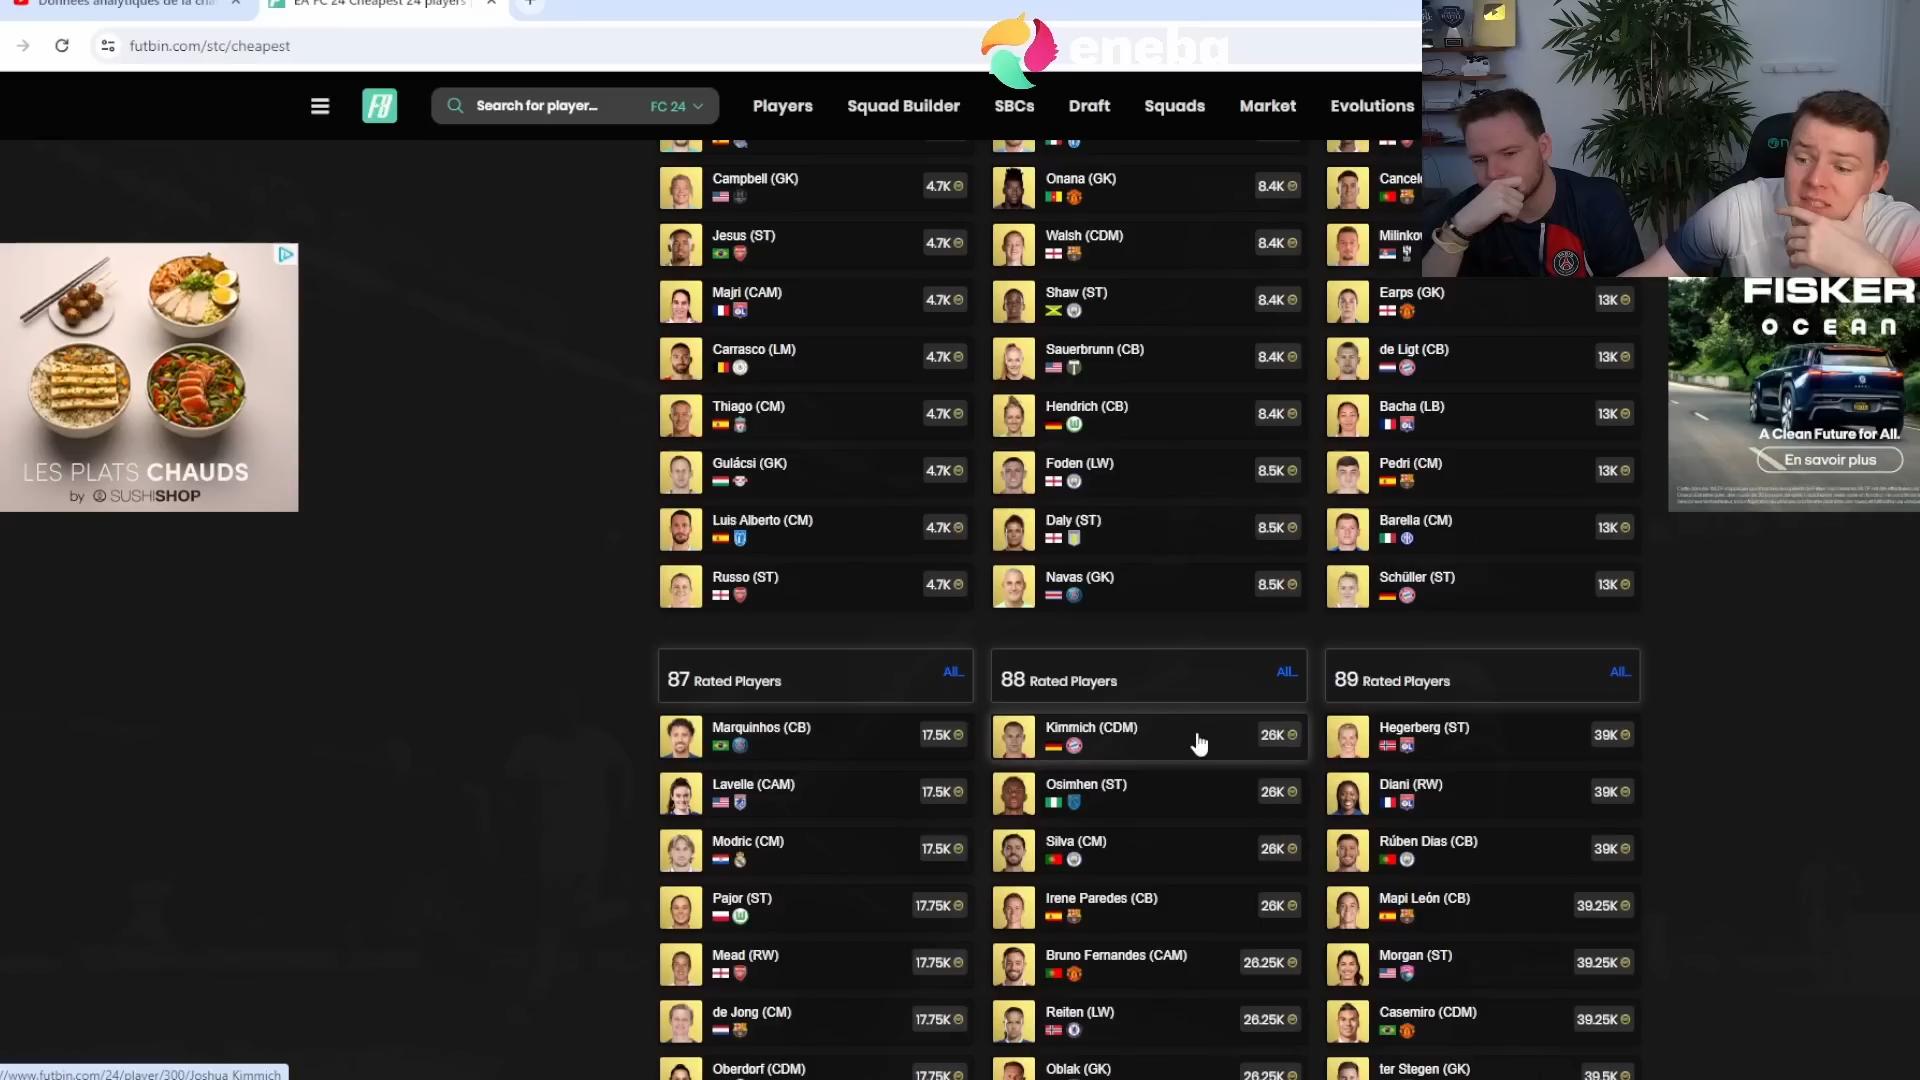 Données analytiques de la cha
EA FC 24 Cheapest 24 players
futbin.com/stc/cheapest
eneba
Search for player...
FC 24
Players
Squad Builder
SBCs
Draft
Squads
Market
Evolutions
Campbell (GK)
4.7K
Jesus (ST)
4.7K
Majri (CAM)
4.7K
Carrasco (LM)
4.7K
Thiago (CM)
4.7K
Gulácsi (GK)
4.7K
Luis Alberto (CM)
4.7K
Russo (ST)
4.7K
Onana (GK)
8.4K
Walsh (CDM)
8.4K
Shaw (ST)
8.4K
Sauerbrunn (CB)
8.4K
Hendrich (CB)
8.4K
Foden (LW)
8.5K
Daly (ST)
8.5K
Navas (GK)
8.5K
Cancel
Milinko
Earps (GK)
13K
de Ligt (CB)
13K
Bacha (LB)
13K
Pedri (CM)
13K
Barella (CM)
13K
Schüller (ST)
13K
87 Rated Players
All...
Marquinhos (CB)
17.5K
Lavelle (CAM)
17.5K
Modric (CM)
17.5K
Pajor (ST)
17.75K
Mead (RW)
17.75K
de Jong (CM)
17.75K
Oberdorf (CDM)
17.75K
88 Rated Players
All...
Kimmich (CDM)
26K
Osimhen (ST)
26K
Silva (CM)
26K
Irene Paredes (CB)
26K
Bruno Fernandes (CAM)
26.25K
Reiten (LW)
26.25K
Oblak (GK)
26.25K
89 Rated Players
All...
Hegerberg (ST)
39K
Diani (RW)
39K
Rúben Dias (CB)
39K
Mapi León (CB)
39.25K
Morgan (ST)
39.25K
Casemiro (CDM)
39.25K
ter Stegen (GK)
39.5K
LES PLATS CHAUDS
by SUSHISHOP
FISKER
OCEAN
A Clean Future for All.
En savoir plus
//www.futbin.com/24/player/300/Joshua Kimmich